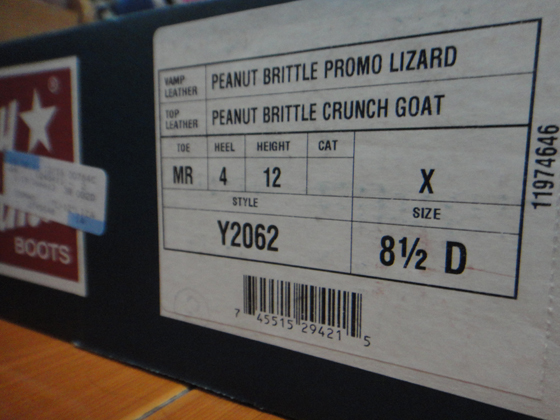 VAMP LEATHER PEANUT BRITTLE PROMO LIZARD
TOP LEATHER PEANUT BRITTLE CRUNCH GOAT
TOE HEEL HEIGHT CAT
MR 4 12 X
STYLE SIZE
Y2062 8½ D
7 45515 29421 5
11974646
BOOTS
®